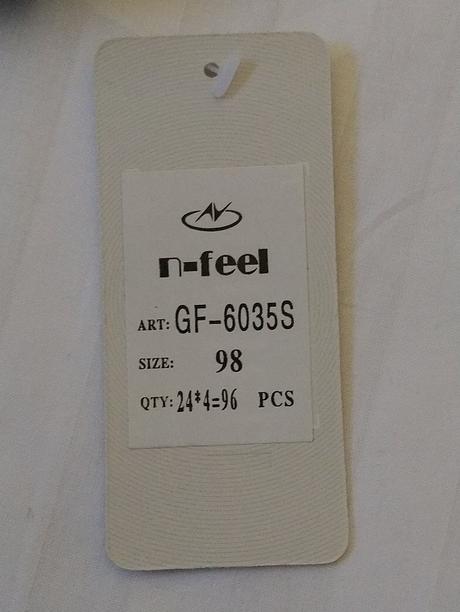 n-feel
ART: GF-6035S
SIZE: 98
QTY: 24*4=96 PCS